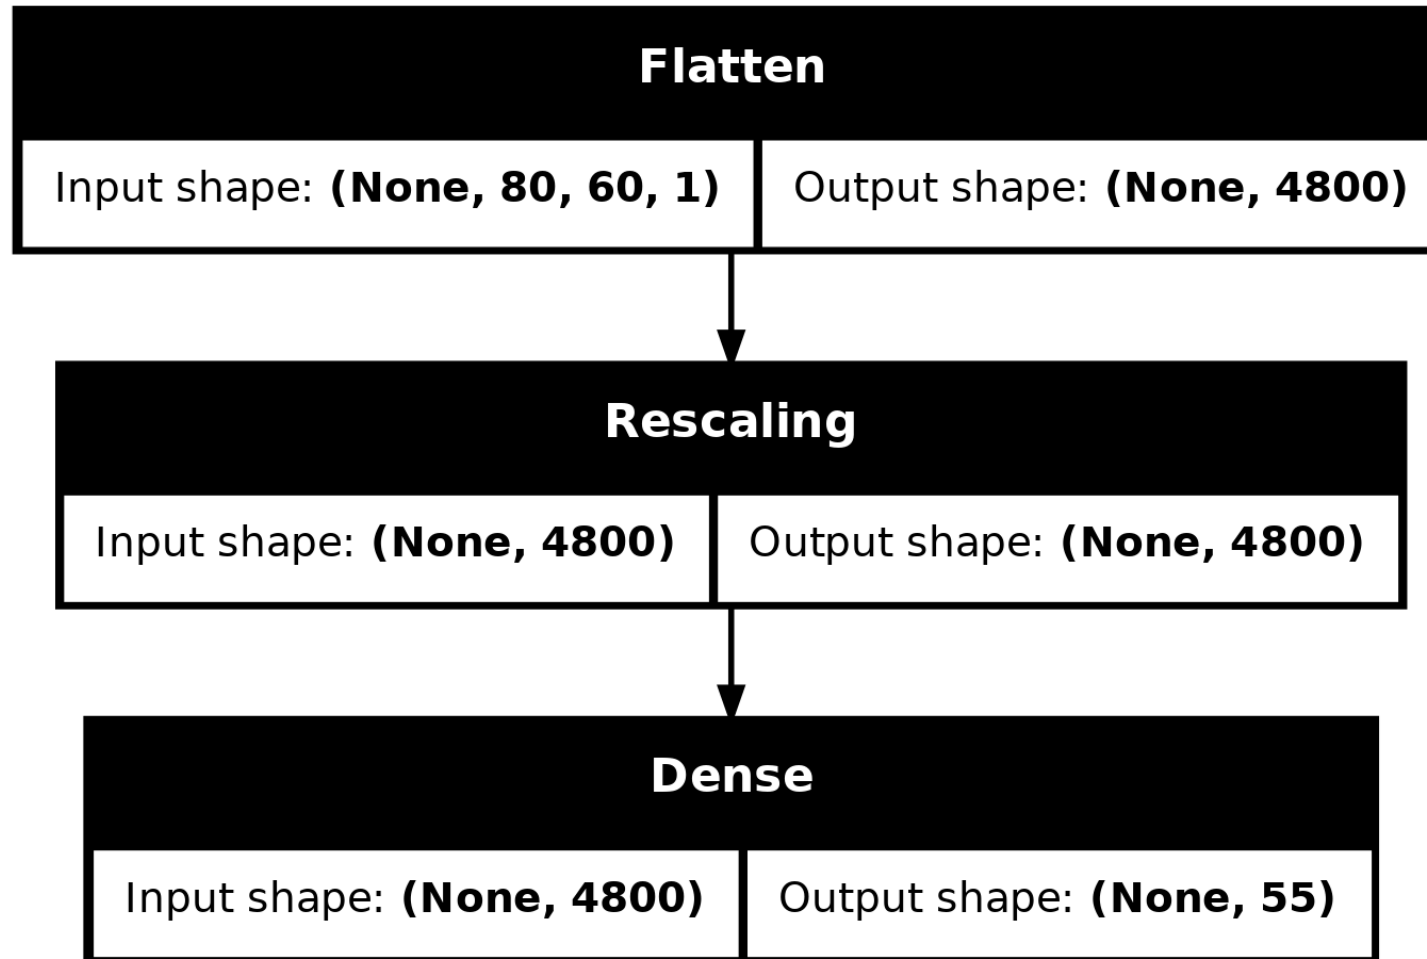 Flatten
Input shape: (None, 80, 60, 1) Output shape: (None, 4800)
Rescaling
Input shape: (None, 4800) Output shape: (None, 4800)
Dense
Input shape: (None, 4800) Output shape: (None, 55)